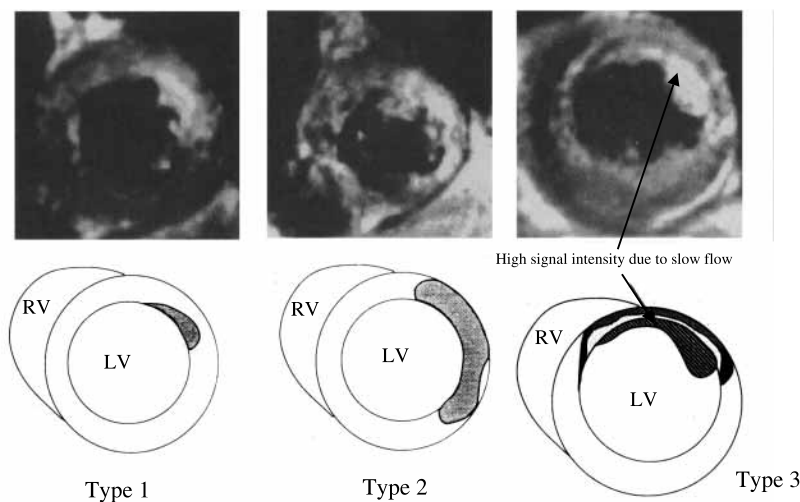 High signal intensity due to slow flow
RV
LV
RV
LV
RV
LV
Type 1
Type 2
Type 3